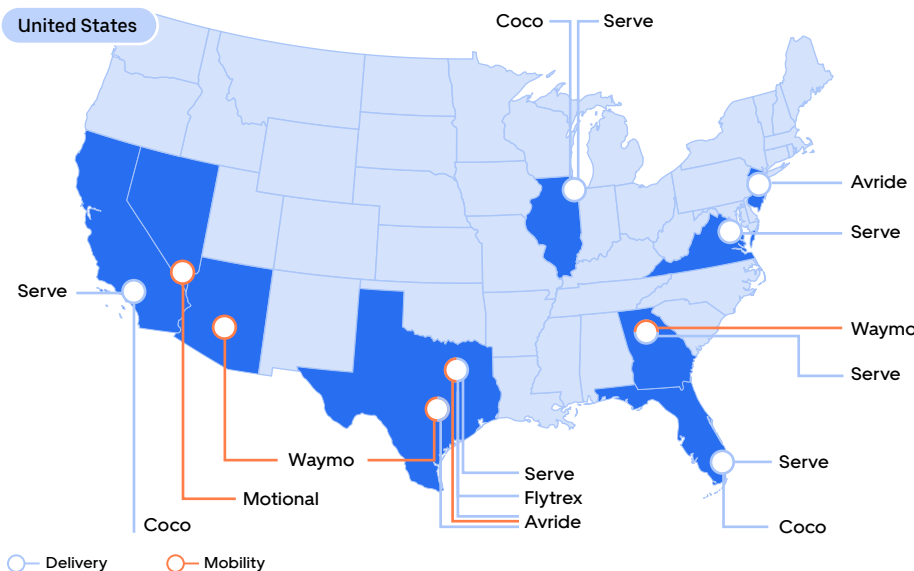 United States
Coco
Serve
Avride
Serve
Serve
Waymo
Serve
Waymo
Serve
Serve
Motional
Flytrex
Avride
Coco
Coco
Delivery
Mobility